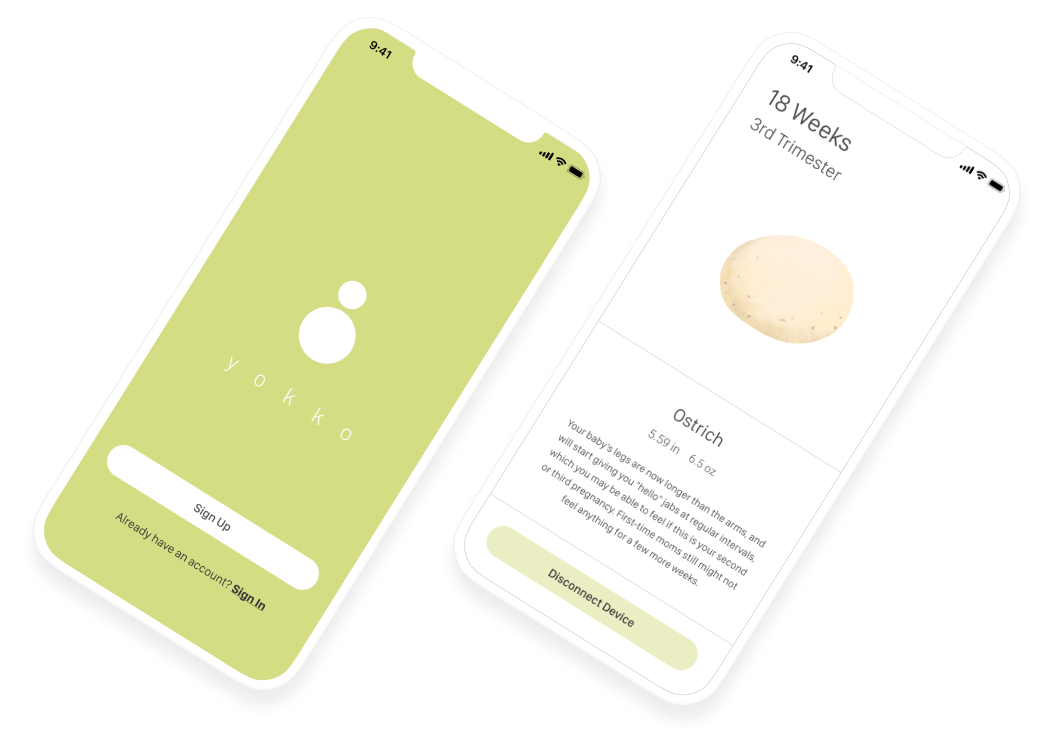 9:41
y o k k o
Sign Up
Already have an account? Sign In
9:41
18 Weeks
3rd Trimester
Ostrich
5.59 in 6.5 oz
Your baby's legs are now longer than the arms, and
will start giving you "hello" jabs at regular intervals,
which you may be able to feel if this is your second
or third pregnancy. First-time moms still might not
feel anything for a few more weeks.
Disconnect Device